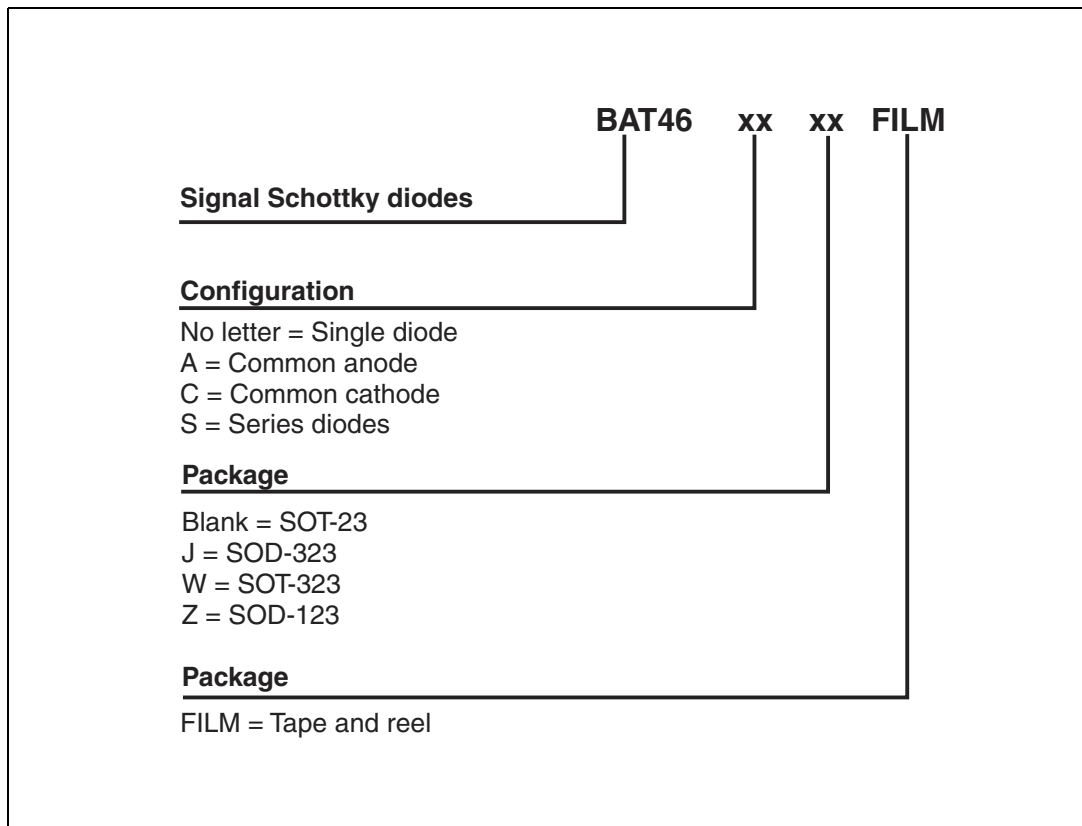 BAT46 xx xx FILM
Signal Schottky diodes
Configuration
No letter = Single diode
A = Common anode
C = Common cathode
S = Series diodes
Package
Blank = SOT-23
J = SOD-323
W = SOT-323
Z = SOD-123
Package
FILM = Tape and reel